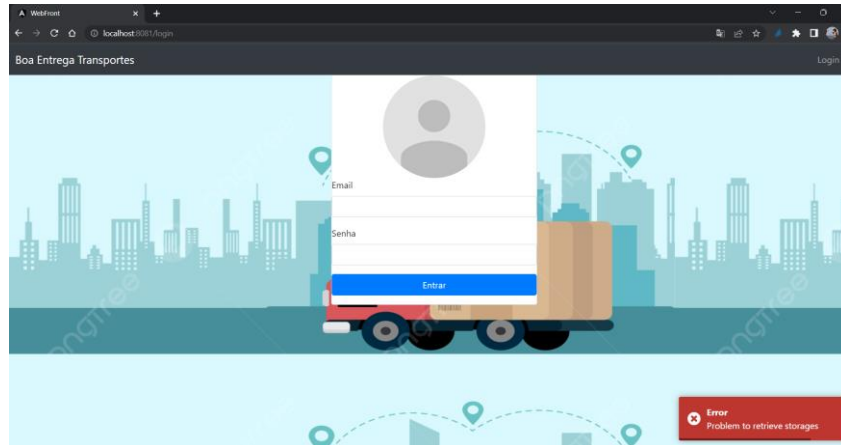 WebFront
localhost:8081/login
Boa Entrega Transportes
Login
Email
Senha
Entrar
Error
Problem to retrieve storages